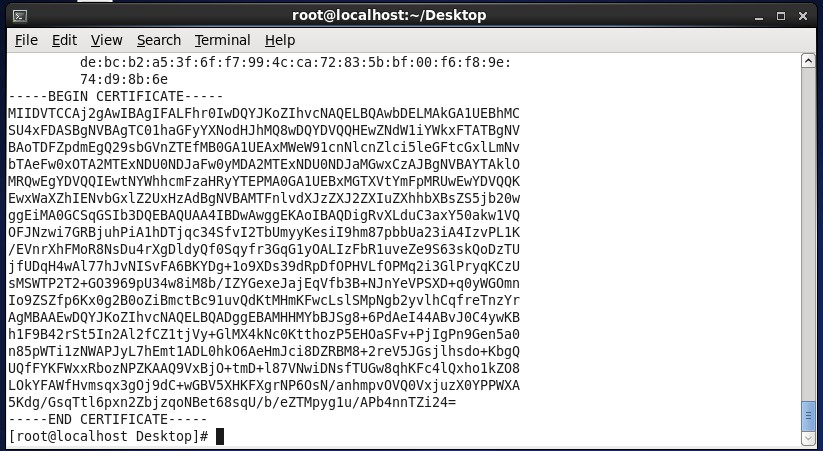 root@localhost:~/Desktop
File Edit View Search Terminal Help
de:bc:b2:a5:3f:6f:f7:99:4c:ca:72:83:5b:bf:00:f6:f8:9e:
74:d9:8b:6e
-----BEGIN CERTIFICATE-----
MIIDVTCCAj2gAwIBAgIFALFhr0IwDQYJKoZIhvcNAQELBQAwbDELMAkGA1UEBhMC
SU4xFDASBgNVBAgTC01haGFyYXNodHJhMQ8wDQYDVQQHEwZNdW1iYWkxFTATBgNV
BAoTDFZpdmEgQ29sbGVnZTEfMB0GA1UEAxMWeW91cnNlcnZlci5leGFtcGxlLmNv
bTAeFw0xOTA2MTExNDU0NDJaFw0yMDA2MTExNDU0NDJaMGwxCzAJBgNVBAYTAklO
MRQwEgYDVQQIEwtNYWhhcmFzaHRyYTEPMA0GA1UEBxMGTXVtYmFpMRUwEwYDVQQK
EwxWaXZhIENvbGxlZ2UxHzAdBgNVBAMTFnlvdXJzZXJ2ZXIuZXhhbXBsZS5jb20w
ggEiMA0GCSqGSIb3DQEBAQUAA4IBDwAwggEKAoIBAQDigRvXLduC3axY50akw1VQ
OFJNzwi7GRBjuhPiA1hDTjqc34SfvI2TbUmyyKesiI9hm87pbbUa23iA4IzvPL1K
/EVnrXhFMoR8NsDu4rXgDldyQf0Sqyfr3GqG1yOALIzFbR1uveZe9S63skQoDzTU
jfUDqH4wAl77hJvNISvFA6BKYDg+1o9XDs39dRpDfOPHVLfOPMq2i3GlPryqKCzU
sMSWTP2T2+GO3969pU34w8iM8b/IZYGexeJajEqVfb3B+NJnYeVPSXD+q0yWGOmn
Io9ZSZfp6Kx0g2B0oZiBmctBc91uvQdKtMHmKFwcLslSMpNgb2yvlhCqfreTnzYr
AgMBAAEwDQYJKoZIhvcNAQELBQADggEBAMHHMYbBJSg8+6PdAeI44ABvJ0C4ywKB
h1F9B42rSt5In2Al2fCZ1tjVy+GlMX4kNc0KtthozP5EHOaSFv+PjIgPn9Gen5a0
n85pWTi1zNWAPJyL7hEmt1ADL0hkO6AeHmJci8DZRBM8+2reV5JGsjlhsdo+KbgQ
UQfFYKFWxxRbozNPZKAAQ9VxBjO+tmD+l87VNwiDNsfTUGw8qhKFc4lQxho1kZO8
LOkYFAWfHvmsqx3gOj9dC+wGBV5XHKFXgrNP6OsN/anhmpvOVQ0VxjuzX0YPPWXA
5Kdg/GsqTtl6pxn2ZbjzqoNBet68sqU/b/eZTMpyg1u/APb4nnTZi24=
-----END CERTIFICATE-----
[root@localhost Desktop]#